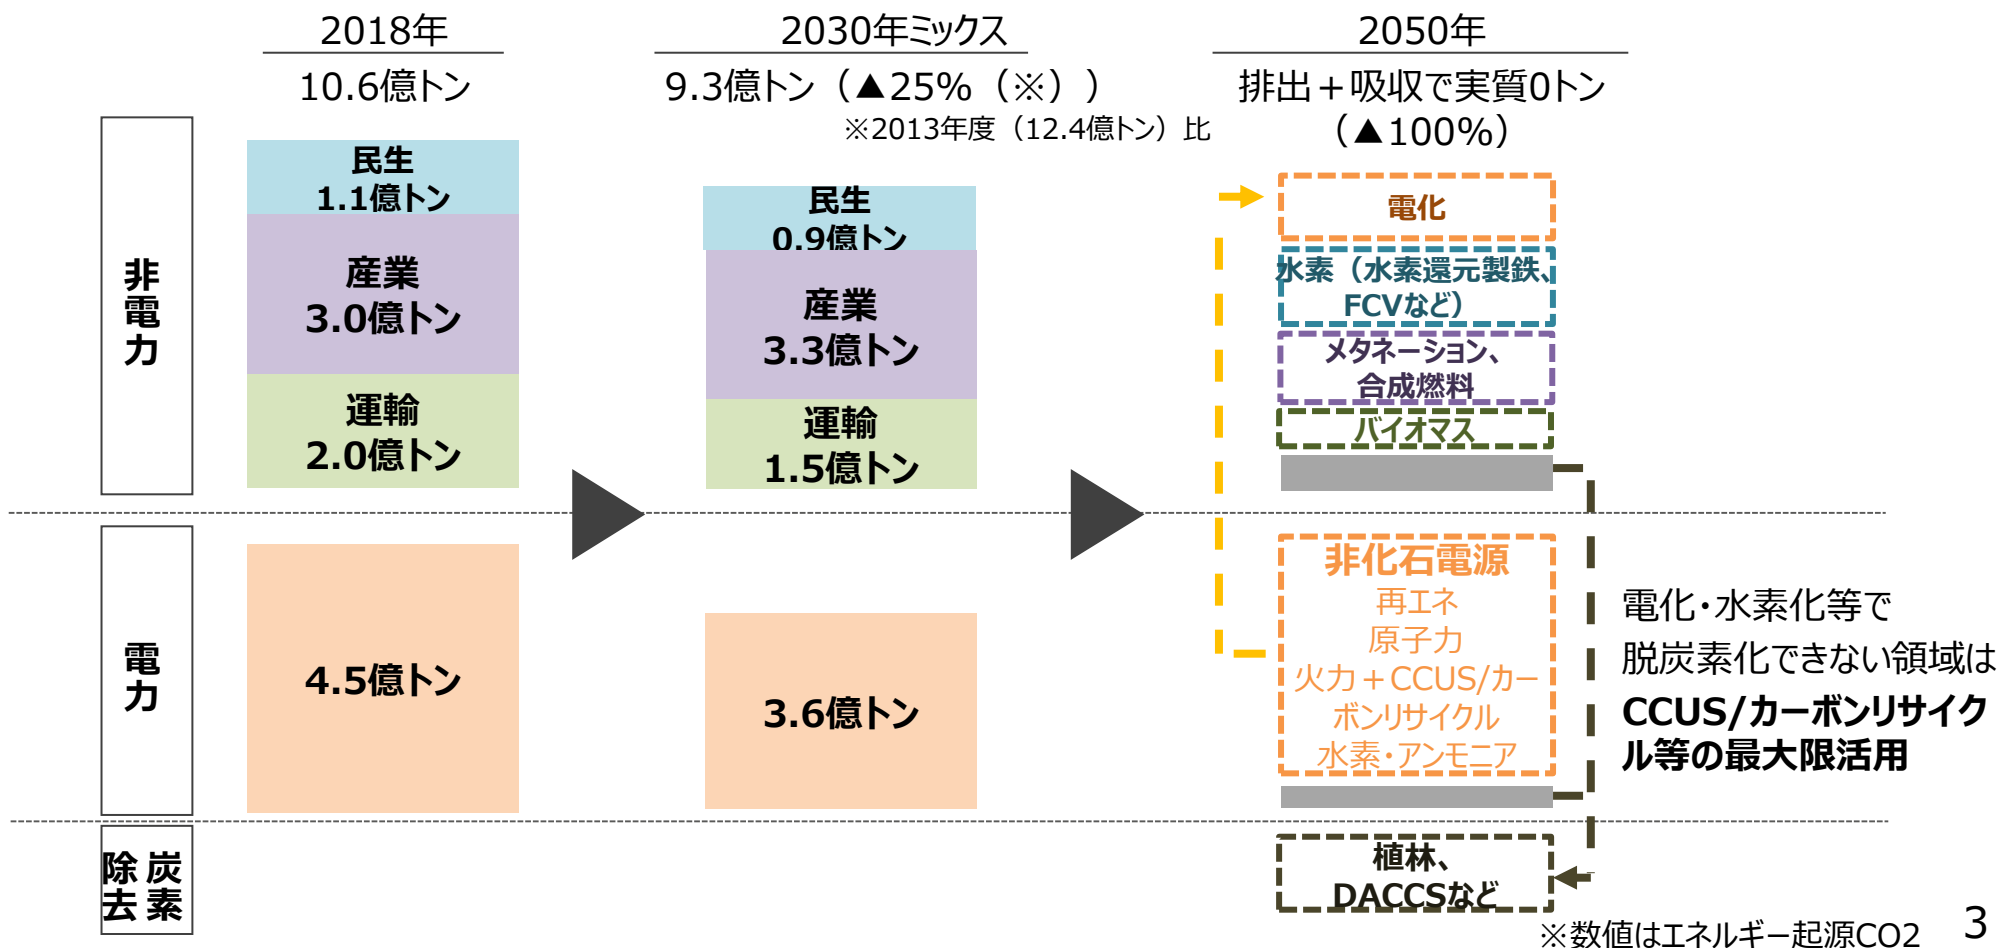 2018年
10.6億トン
2030年ミックス
9.3億トン（▲25%（※））
※2013年度（12.4億トン）比
2050年
排出＋吸収で実質0トン
（▲100%）
非電力
民生
1.1億トン
産業
3.0億トン
運輸
2.0億トン
民生
0.9億トン
産業
3.3億トン
運輸
1.5億トン
電化
水素（水素還元製鉄、
FCVなど）
メタネーション、
合成燃料
バイオマス
電力
4.5億トン
3.6億トン
非化石電源
再エネ
原子力
火力＋CCUS/カー
ボンリサイクル
水素・アンモニア
電化・水素化等で
脱炭素化できない領域は
CCUS/カーボンリサイク
ル等の最大限活用
炭素
除去
植林、
DACCSなど
※数値はエネルギー起源CO2
3